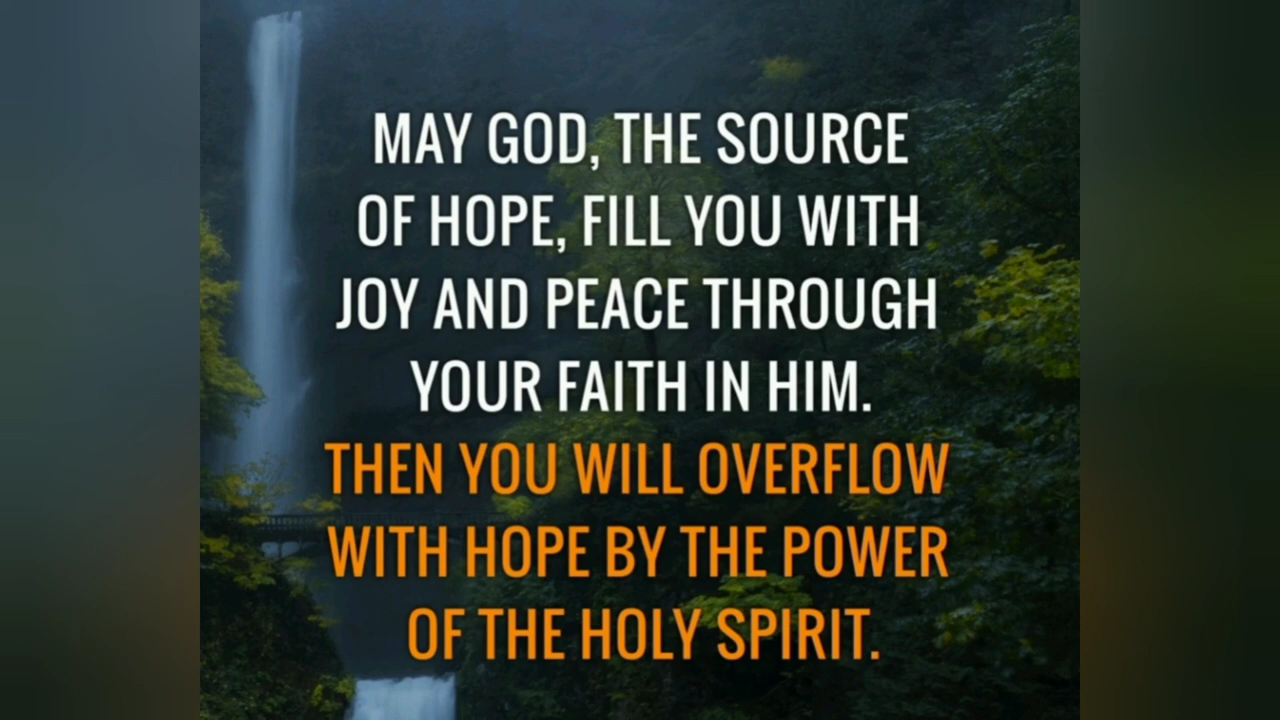 MAY GOD, THE SOURCE
OF HOPE, FILL YOU WITH
JOY AND PEACE THROUGH
YOUR FAITH IN HIM.
THEN YOU WILL OVERFLOW
WITH HOPE BY THE POWER
OF THE HOLY SPIRIT.